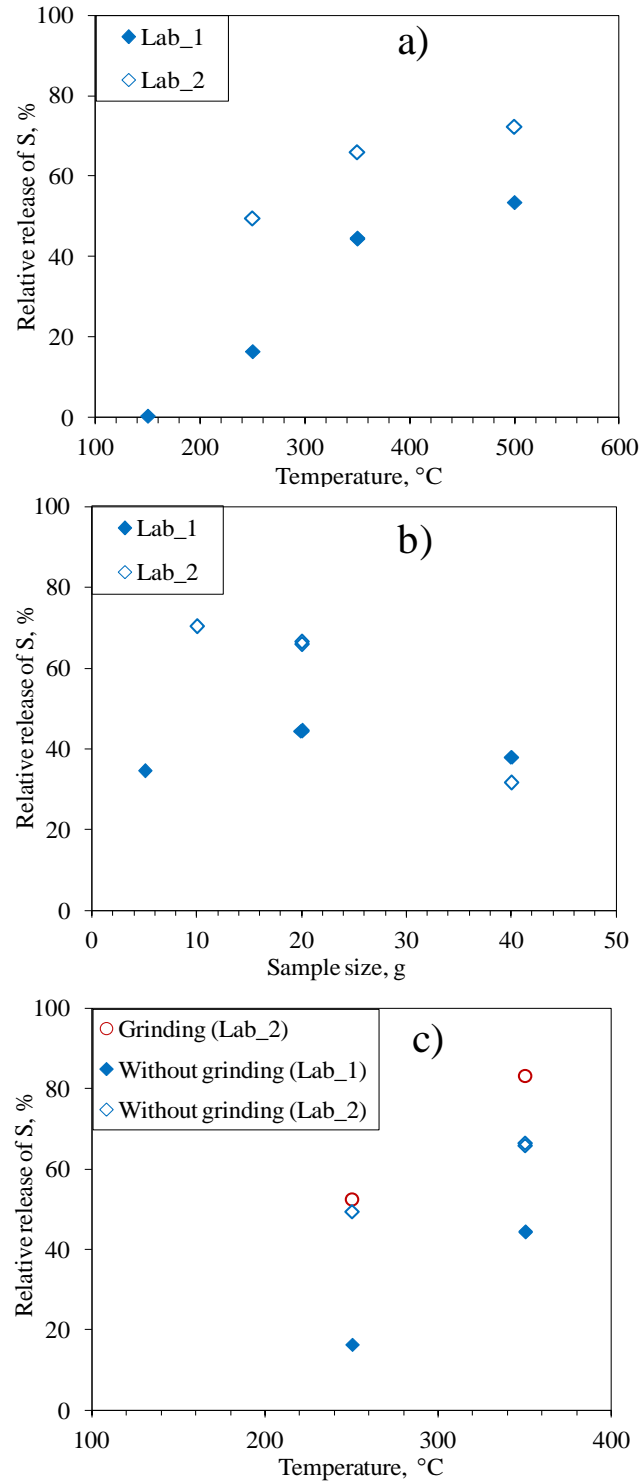 100
Lab_1
a)
Lab_2
80
60
40
20
0
100 200 300 400 500 600
Temperature, °C
Relative release of S, %
100
Lab_1
b)
Lab_2
80
60
40
20
0
0 10 20 30 40 50
Sample size, g
Relative release of S, %
100
Grinding (Lab_2)
c)
Without grinding (Lab_1)
80
Without grinding (Lab_2)
60
40
20
0
100 200 300 400
Temperature, °C
Relative release of S, %